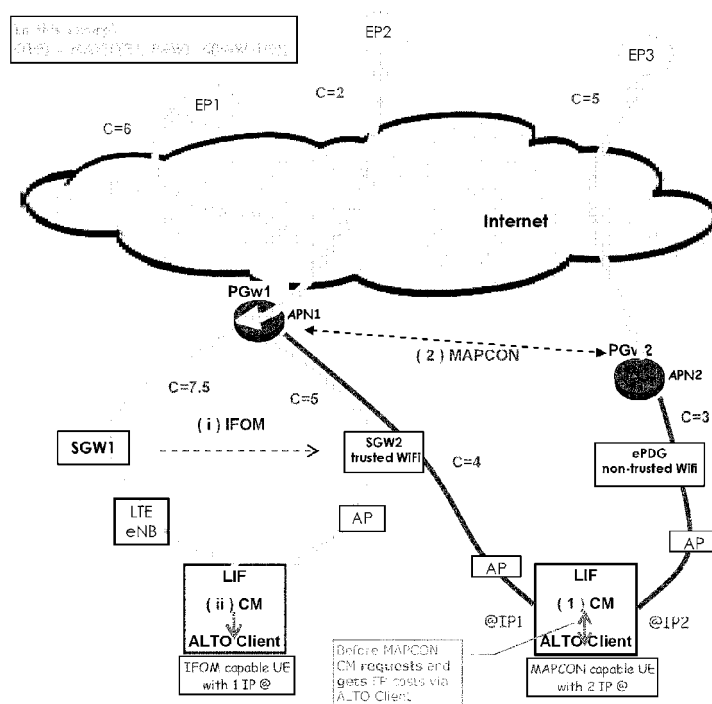 In this
EP2
EP3
EP1
C=2
C=5
C=6
Internet
PGw1
APN1
( 2 ) MAPCON
APN2
C=7.5
C=5
C=3
( i ) IFOM
SGW1
SGW2
trusted WiFi
C=4
ePDG
non-trusted Wifi
LTE
eNB
AP
AP
AP
LIF
( ii ) CM
ALTO Client
LIF
( 1 ) CM
ALTO Client
@IP1
@IP2
IFOM capable UE
with 1 IP @
Before MAPCON
CM requests and
gets EP costs via
ALTO Client
MAPCON capable UE
with 2 IP @